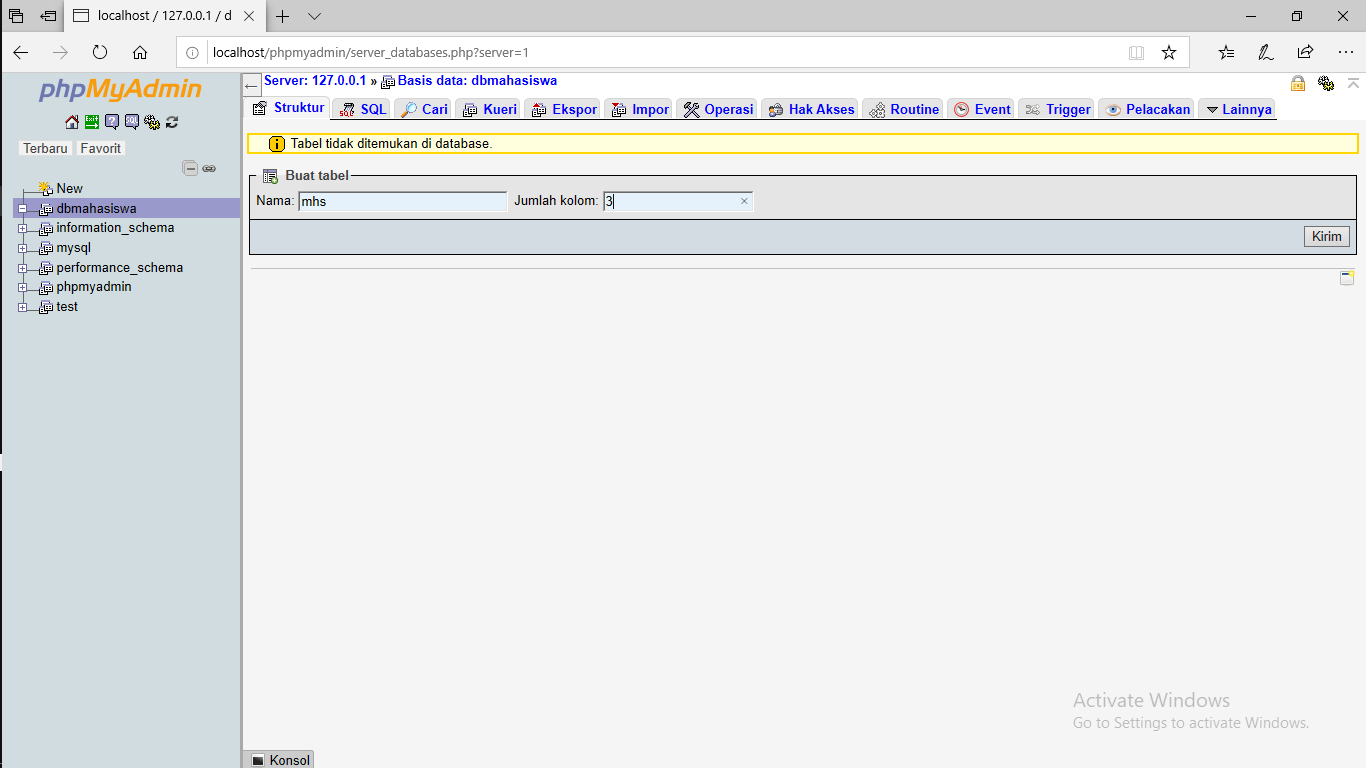 localhost / 127.0.0.1 / d
localhost/phpmyadmin/server_databases.php?server=1
phpMyAdmin
Terbaru Favorit
New
dbmahasiswa
information_schema
mysql
performance_schema
phpmyadmin
test
Server: 127.0.0.1 » Basis data: dbmahasiswa
Struktur SQL Cari Kueri Ekspor Impor Operasi Hak Akses Routine Event Trigger Pelacakan Lainnya
Tabel tidak ditemukan di database.
Buat tabel
Nama: mhs Jumlah kolom: 3
Kirim
Activate Windows
Go to Settings to activate Windows.
Konsol